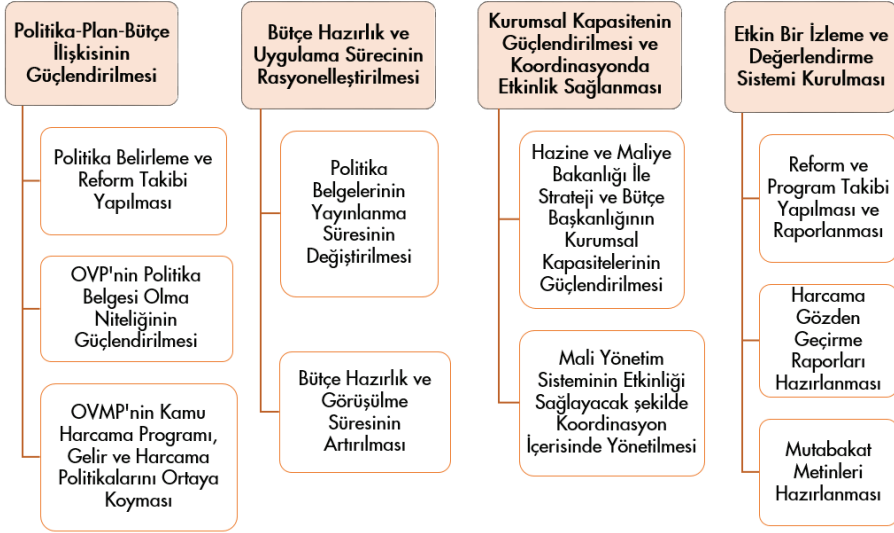 Politika-Plan-Bütçe
İlişkisinin
Güçlendirilmesi
Politika Belirleme ve
Reform Takibi
Yapılması
OVP'nin Politika
Belgesi Olma
Niteliğinin
Güçlendirilmesi
OVMP'nin Kamu
Harcama Programı,
Gelir ve Harcama
Politikalarını Ortaya
Koyması
Bütçe Hazırlık ve
Uygulama Sürecinin
Rasyonelleştirilmesi
Politika
Belgelerinin
Yayınlanma
Süresinin
Değiştirilmesi
Bütçe Hazırlık ve
Görüşülme
Süresinin
Artırılması
Kurumsal Kapasitenin
Güçlendirilmesi ve
Koordinasyonda
Etkinlik Sağlanması
Hazine ve Maliye
Bakanlığı İle
Strateji ve Bütçe
Başkanlığının
Kurumsal
Kapasitelerinin
Güçlendirilmesi
Mali Yönetim
Sisteminin Etkinliği
Sağlayacak şekilde
Koordinasyon
İçerisinde Yönetilmesi
Etkin Bir İzleme ve
Değerlendirme
Sistemi Kurulması
Reform ve
Program Takibi
Yapılması ve
Raporlanması
Harcama
Gözden
Geçirme
Raporları
Hazırlanması
Mutabakat
Metinleri
Hazırlanması